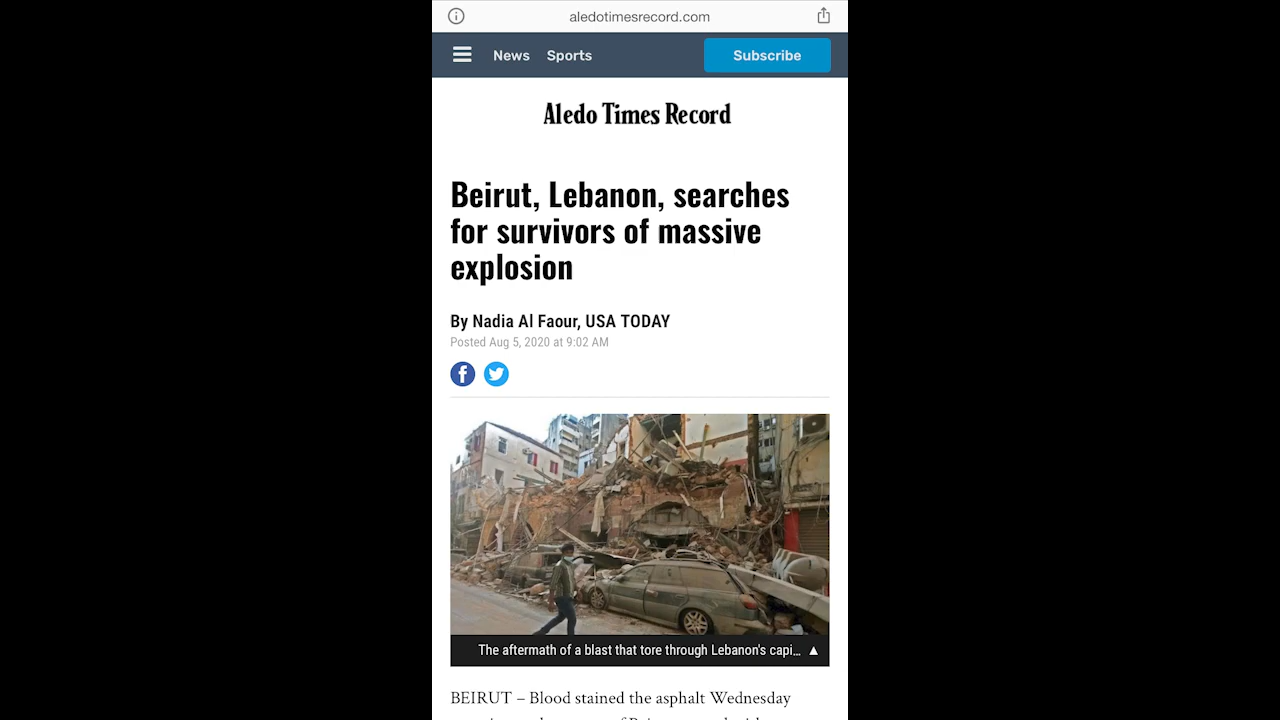 aledotimesrecord.com
News Sports Subscribe
Aledo Times Record
Beirut, Lebanon, searches
for survivors of massive
explosion
By Nadia Al Faour, USA TODAY
Posted Aug 5, 2020 at 9:02 AM
The aftermath of a blast that tore through Lebanon's capi...
BEIRUT – Blood stained the asphalt Wednesday